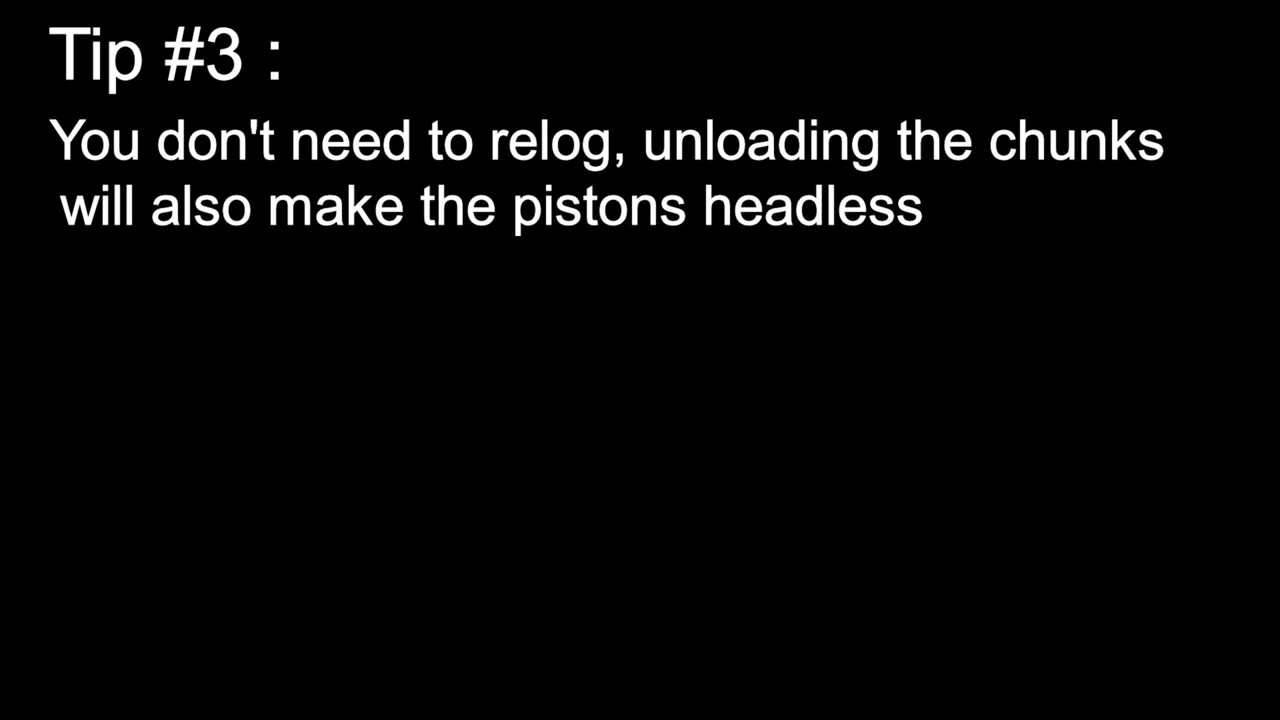 Tip #3 :
You don't need to relog, unloading the chunks
will also make the pistons headless